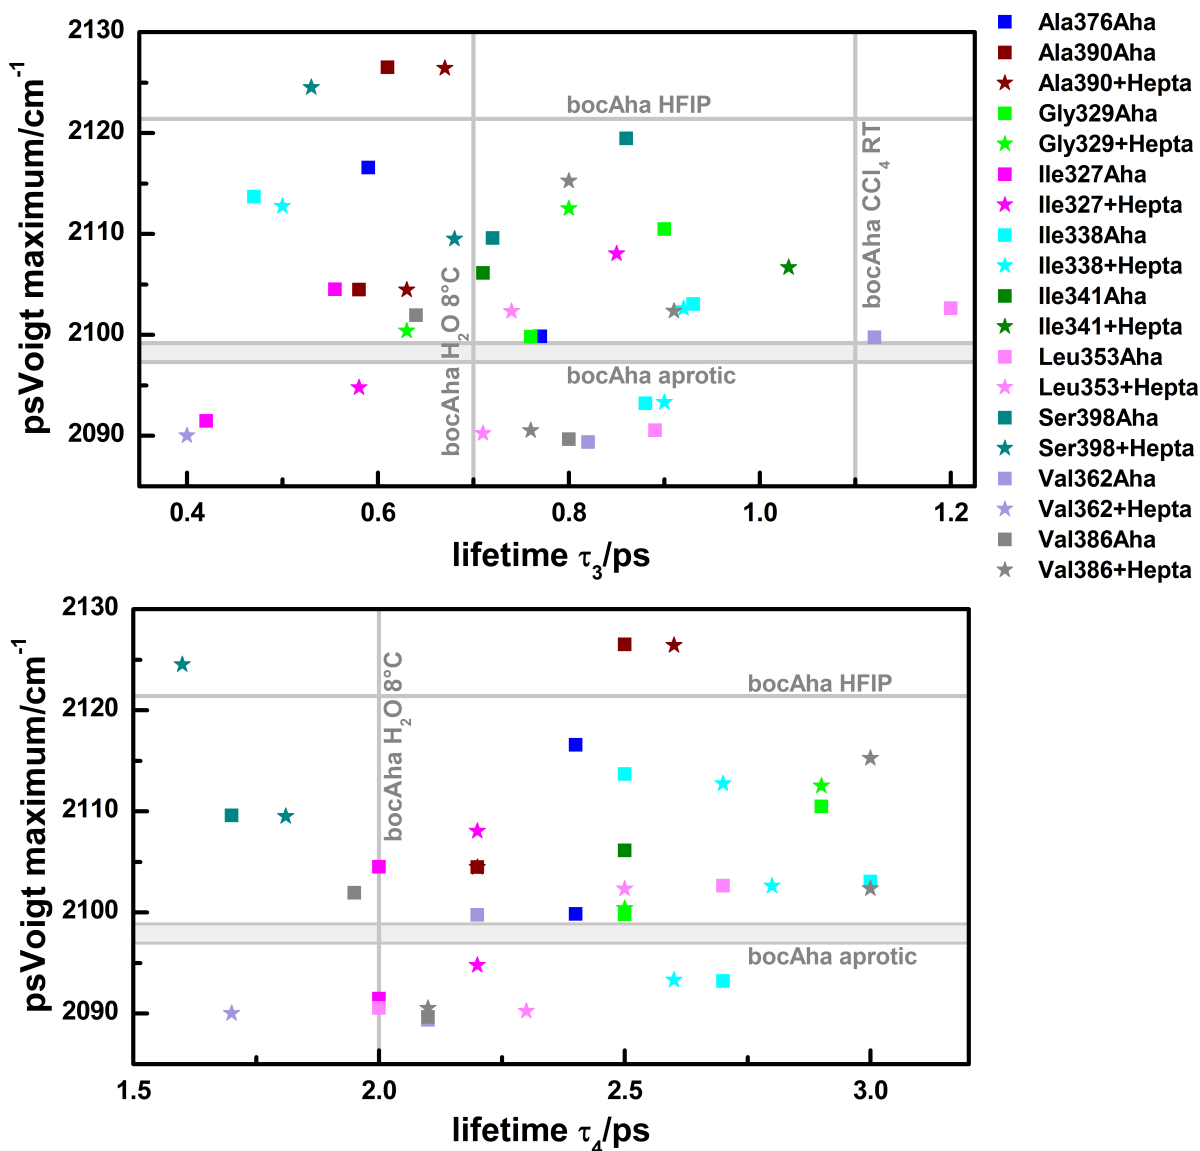 2130
2120
2110
2100
2090
psVoigt maximum/cm⁻¹
bocAha HFIP
bocAha aprotic
bocAha H₂O 8°C
bocAha CCl₄ RT
0.4 0.6 0.8 1.0 1.2
lifetime τ₃/ps
Ala376Aha
Ala390Aha
Ala390+Hepta
Gly329Aha
Gly329+Hepta
Ile327Aha
Ile327+Hepta
Ile338Aha
Ile338+Hepta
Ile341Aha
Ile341+Hepta
Leu353Aha
Leu353+Hepta
Ser398Aha
Ser398+Hepta
Val362Aha
Val362+Hepta
Val386Aha
Val386+Hepta
2130
2120
2110
2100
2090
psVoigt maximum/cm⁻¹
bocAha H₂O 8°C
bocAha HFIP
bocAha aprotic
1.5 2.0 2.5 3.0
lifetime τ₄/ps